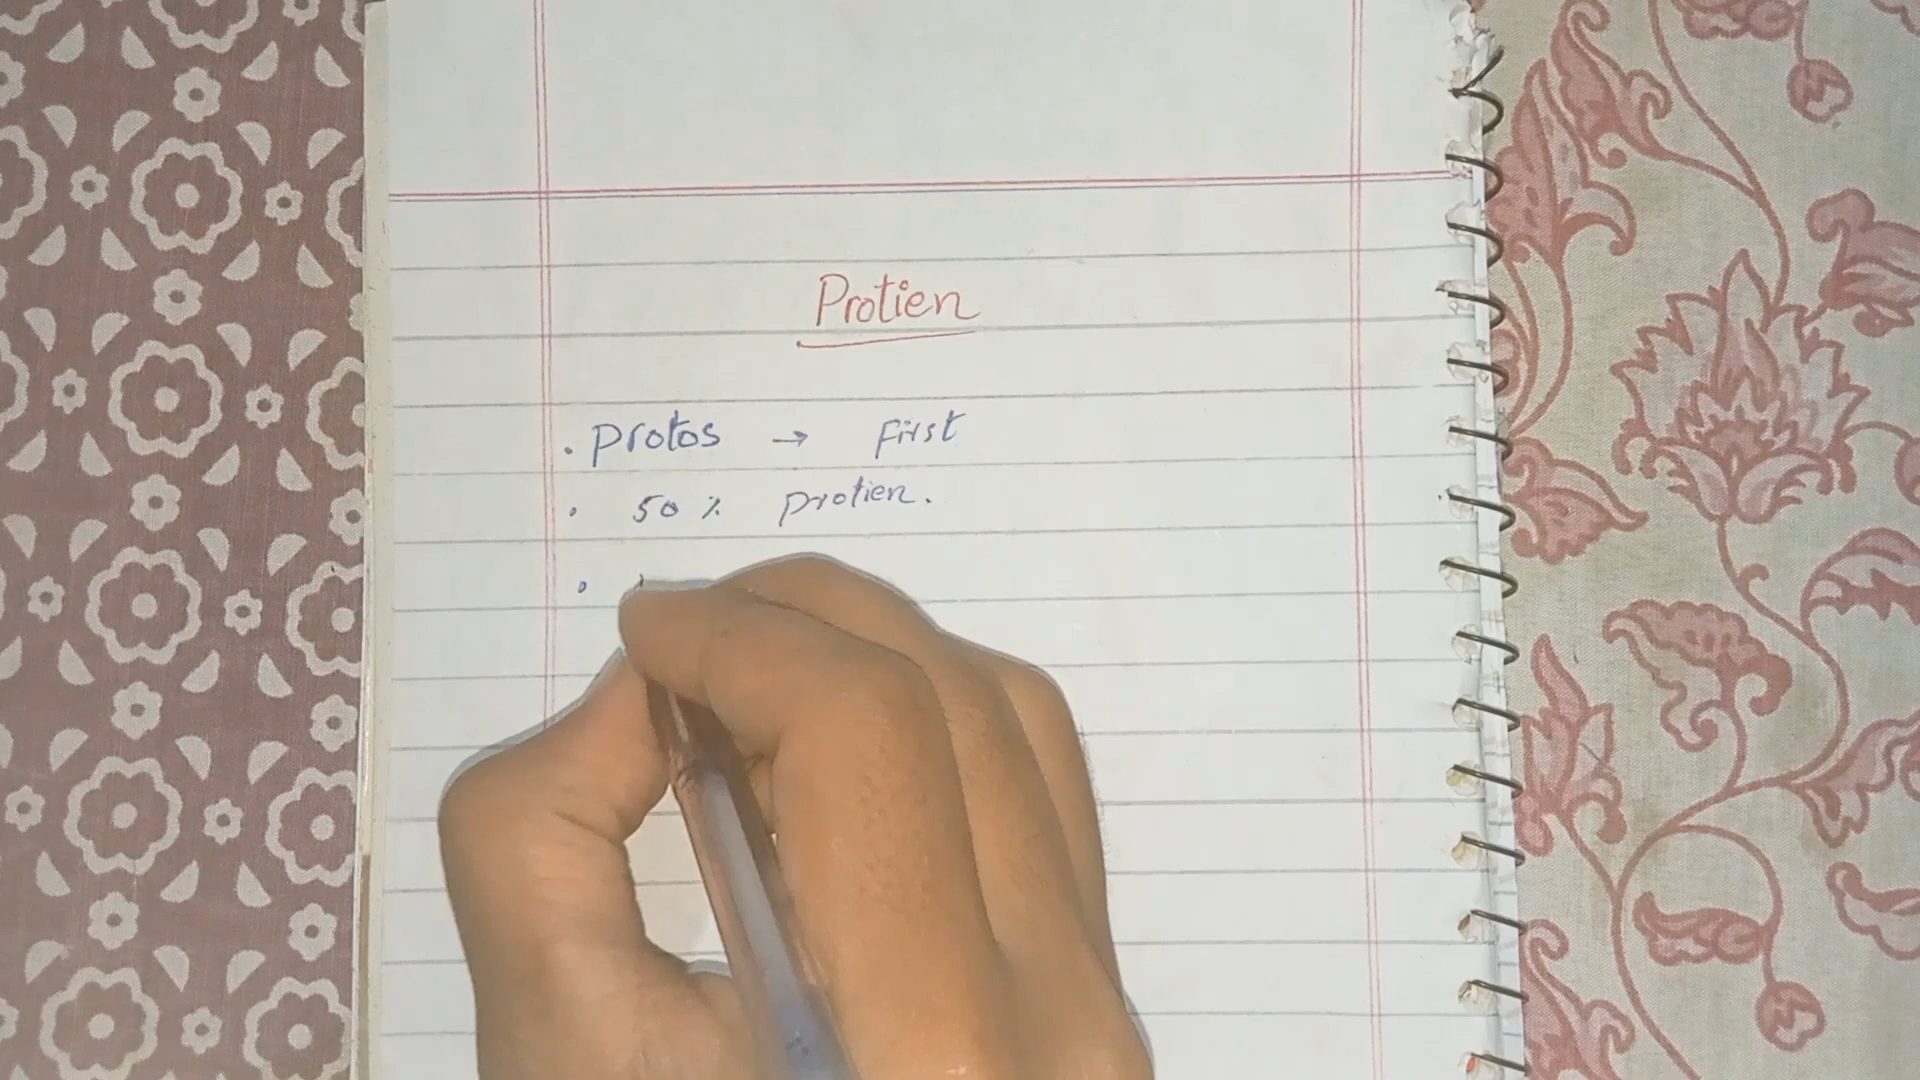 Protien
. Protos → First
. 50 % protien.
.